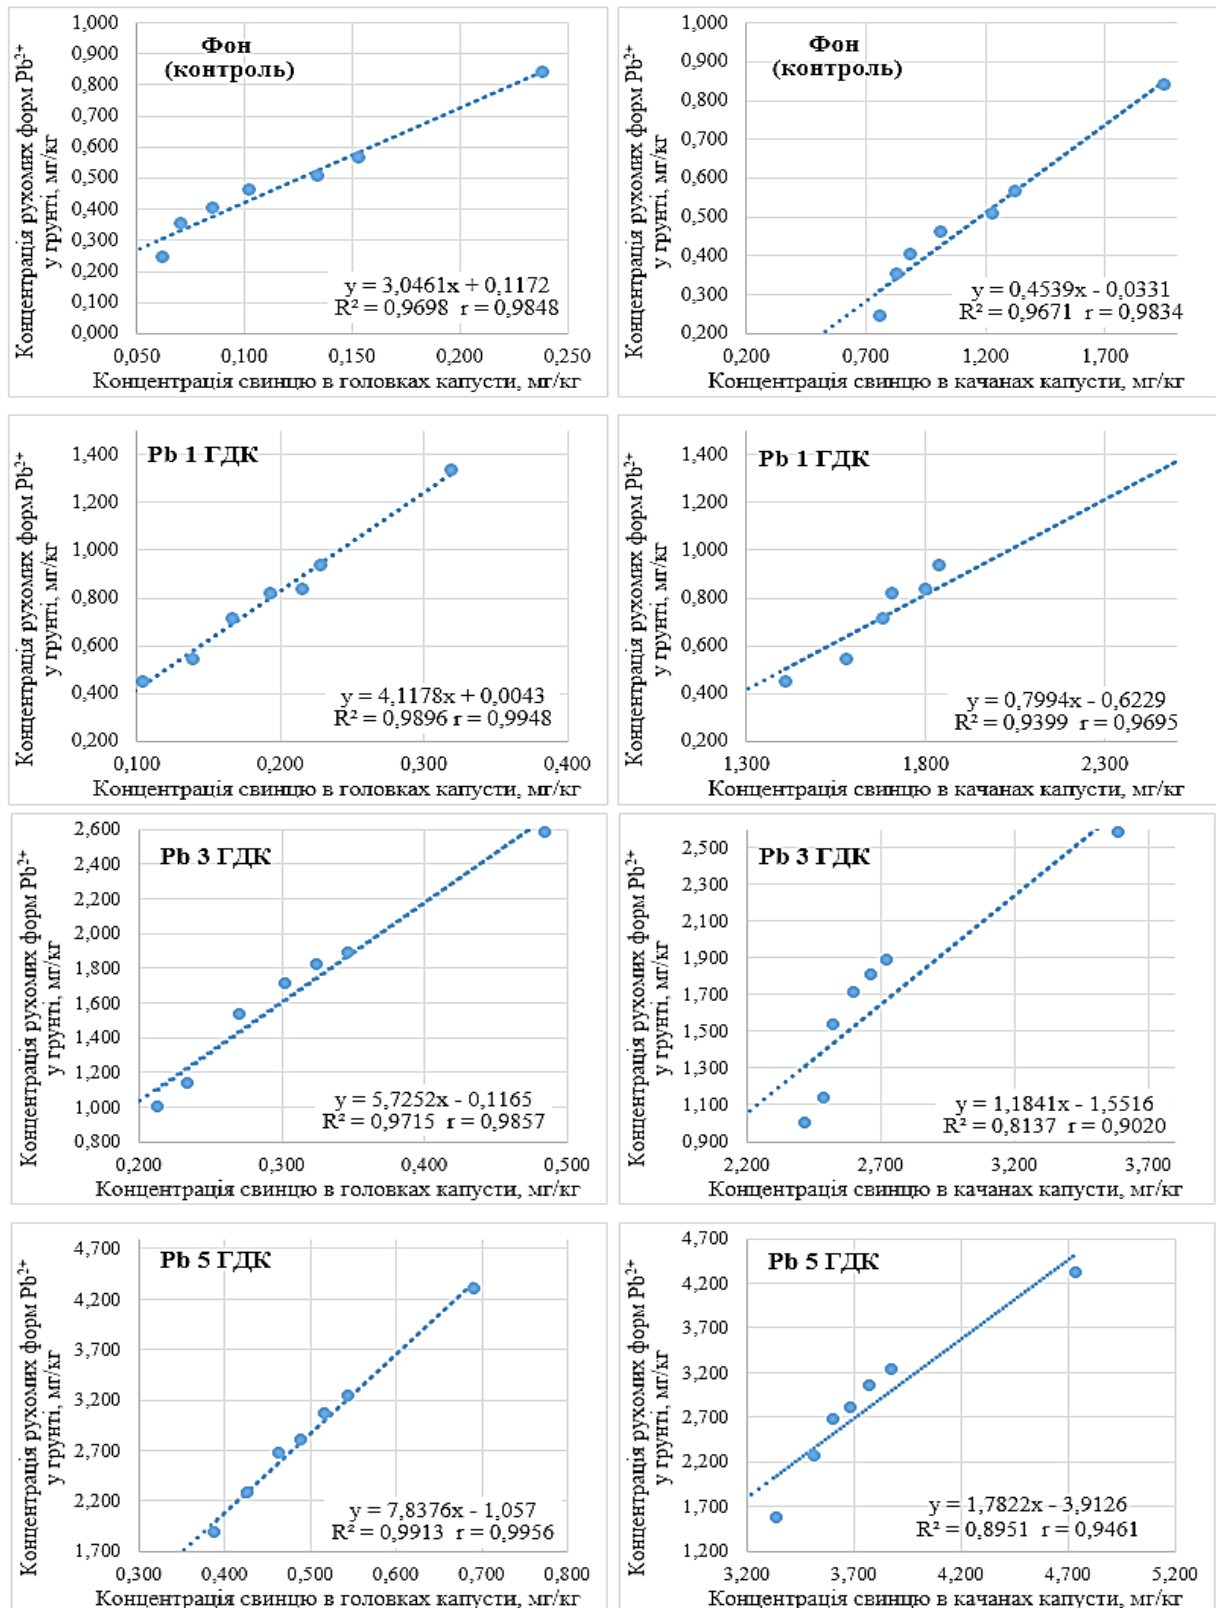 Концентрація рухомих форм Pb²⁺
у грунті, мг/кг
1,000
0,900
0,800
0,700
0,600
0,500
0,400
0,300
0,200
0,100
0,000
Фон
(контроль)
y = 3,0461x + 0,1172
R² = 0,9698 r = 0,9848
0,050 0,100 0,150 0,200 0,250
Концентрація свинцю в головках капусти, мг/кг
Концентрація рухомих форм Pb²⁺
у грунті, мг/кг
1,000
0,900
0,800
0,700
0,600
0,500
0,400
0,300
0,200
Фон
(контроль)
y = 0,4539x - 0,0331
R² = 0,9671 r = 0,9834
0,200 0,700 1,200 1,700
Концентрація свинцю в качанах капусти, мг/кг
Концентрація рухомих форм Pb²⁺
у грунті, мг/кг
1,400
1,200
1,000
0,800
0,600
0,400
0,200
Pb 1 ГДК
y = 4,1178x + 0,0043
R² = 0,9896 r = 0,9948
0,100 0,200 0,300 0,400
Концентрація свинцю в головках капусти, мг/кг
Концентрація рухомих форм Pb²⁺
у грунті, мг/кг
1,400
1,200
1,000
0,800
0,600
0,400
0,200
Pb 1 ГДК
y = 0,7994x - 0,6229
R² = 0,9399 r = 0,9695
1,300 1,800 2,300
Концентрація свинцю в качанах капусти, мг/кг
Концентрація рухомих форм Pb²⁺
у грунті, мг/кг
2,600
2,400
2,200
2,000
1,800
1,600
1,400
1,200
1,000
0,800
Pb 3 ГДК
y = 5,7252x - 0,1165
R² = 0,9715 r = 0,9857
0,200 0,300 0,400 0,500
Концентрація свинцю в головках капусти, мг/кг
Концентрація рухомих форм Pb²⁺
у грунті, мг/кг
2,500
2,300
2,100
1,900
1,700
1,500
1,300
1,100
0,900
Pb 3 ГДК
y = 1,1841x - 1,5516
R² = 0,8137 r = 0,9020
2,200 2,700 3,200 3,700
Концентрація свинцю в качанах капусти, мг/кг
Концентрація рухомих форм Pb²⁺
у грунті, мг/кг
4,700
4,200
3,700
3,200
2,700
2,200
1,700
Pb 5 ГДК
y = 7,8376x - 1,057
R² = 0,9913 r = 0,9956
0,300 0,400 0,500 0,600 0,700 0,800
Концентрація свинцю в головках капусти, мг/кг
Концентрація рухомих форм Pb²⁺
у грунті, мг/кг
4,700
4,200
3,700
3,200
2,700
2,200
1,700
1,200
Pb 5 ГДК
y = 1,7822x - 3,9126
R² = 0,8951 r = 0,9461
3,200 3,700 4,200 4,700 5,200
Концентрація свинцю в качанах капусти, мг/кг